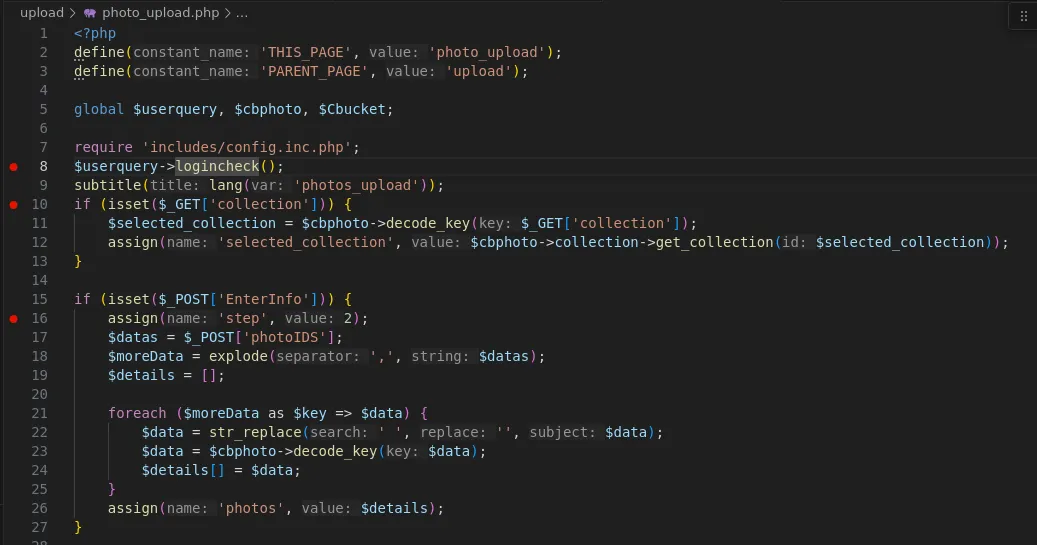 upload > photo_upload.php > ...
1 <?php
2 define(constant_name: 'THIS_PAGE', value: 'photo_upload');
3 define(constant_name: 'PARENT_PAGE', value: 'upload');
4
5 global $userquery, $cbphoto, $Cbucket;
6
7 require 'includes/config.inc.php';
8 $userquery->logincheck();
9 subtitle(title: lang(var: 'photos_upload'));
10 if (isset($_GET['collection'])) {
11     $selected_collection = $cbphoto->decode_key(key: $_GET['collection']);
12     assign(name: 'selected_collection', value: $cbphoto->collection->get_collection(id: $selected_collection));
13 }
14
15 if (isset($_POST['EnterInfo'])) {
16     assign(name: 'step', value: 2);
17     $datas = $_POST['photoIDS'];
18     $moreData = explode(separator: ',', string: $datas);
19     $details = [];
20
21     foreach ($moreData as $key => $data) {
22         $data = str_replace(search: ' ', replace: '', subject: $data);
23         $data = $cbphoto->decode_key(key: $data);
24         $details[] = $data;
25     }
26     assign(name: 'photos', value: $details);
27 }
28